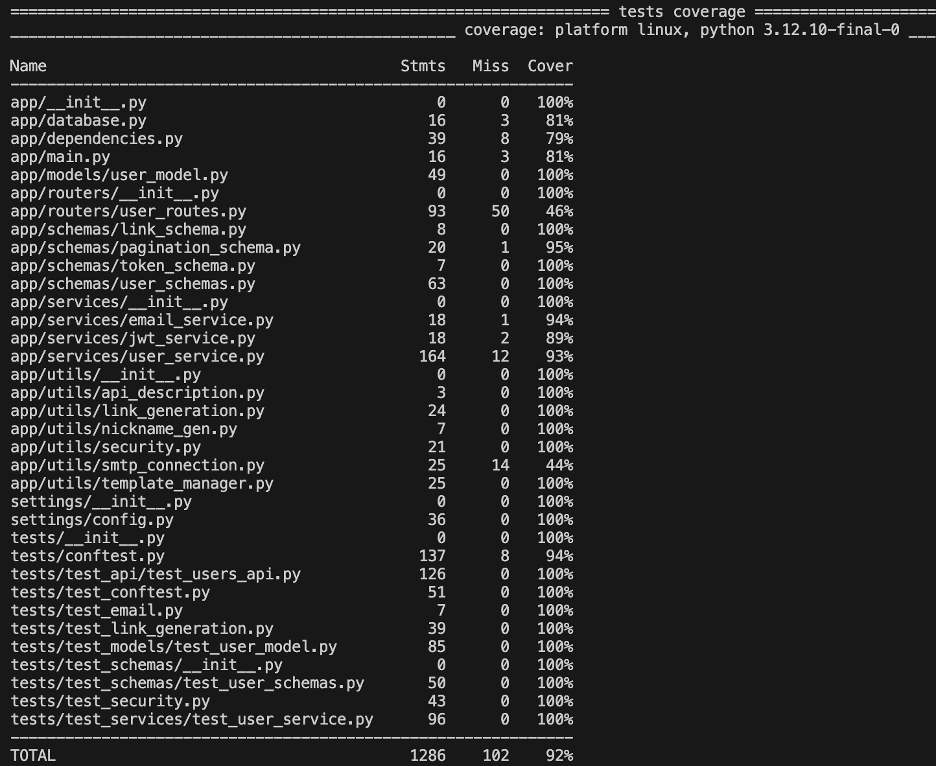 ================================================================== tests coverage ====================
_________________________________________________ coverage: platform linux, python 3.12.10-final-0 ___
Name Stmts Miss Cover
--------------------------------------------------------------
app/__init__.py 0 0 100%
app/database.py 16 3 81%
app/dependencies.py 39 8 79%
app/main.py 16 3 81%
app/models/user_model.py 49 0 100%
app/routers/__init__.py 0 0 100%
app/routers/user_routes.py 93 50 46%
app/schemas/link_schema.py 8 0 100%
app/schemas/pagination_schema.py 20 1 95%
app/schemas/token_schema.py 7 0 100%
app/schemas/user_schemas.py 63 0 100%
app/services/__init__.py 0 0 100%
app/services/email_service.py 18 1 94%
app/services/jwt_service.py 18 2 89%
app/services/user_service.py 164 12 93%
app/utils/__init__.py 0 0 100%
app/utils/api_description.py 3 0 100%
app/utils/link_generation.py 24 0 100%
app/utils/nickname_gen.py 7 0 100%
app/utils/security.py 21 0 100%
app/utils/smtp_connection.py 25 14 44%
app/utils/template_manager.py 25 0 100%
settings/__init__.py 0 0 100%
settings/config.py 36 0 100%
tests/__init__.py 0 0 100%
tests/conftest.py 137 8 94%
tests/test_api/test_users_api.py 126 0 100%
tests/test_conftest.py 51 0 100%
tests/test_email.py 7 0 100%
tests/test_link_generation.py 39 0 100%
tests/test_models/test_user_model.py 85 0 100%
tests/test_schemas/__init__.py 0 0 100%
tests/test_schemas/test_user_schemas.py 50 0 100%
tests/test_security.py 43 0 100%
tests/test_services/test_user_service.py 96 0 100%
--------------------------------------------------------------
TOTAL 1286 102 92%